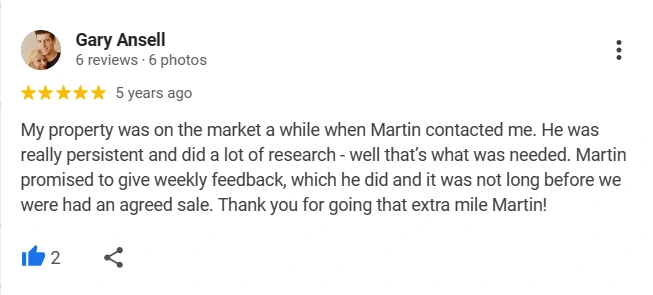 Gary Ansell
6 reviews · 6 photos
5 years ago
My property was on the market a while when Martin contacted me. He was
really persistent and did a lot of research - well that’s what was needed. Martin
promised to give weekly feedback, which he did and it was not long before we
were had an agreed sale. Thank you for going that extra mile Martin!
2